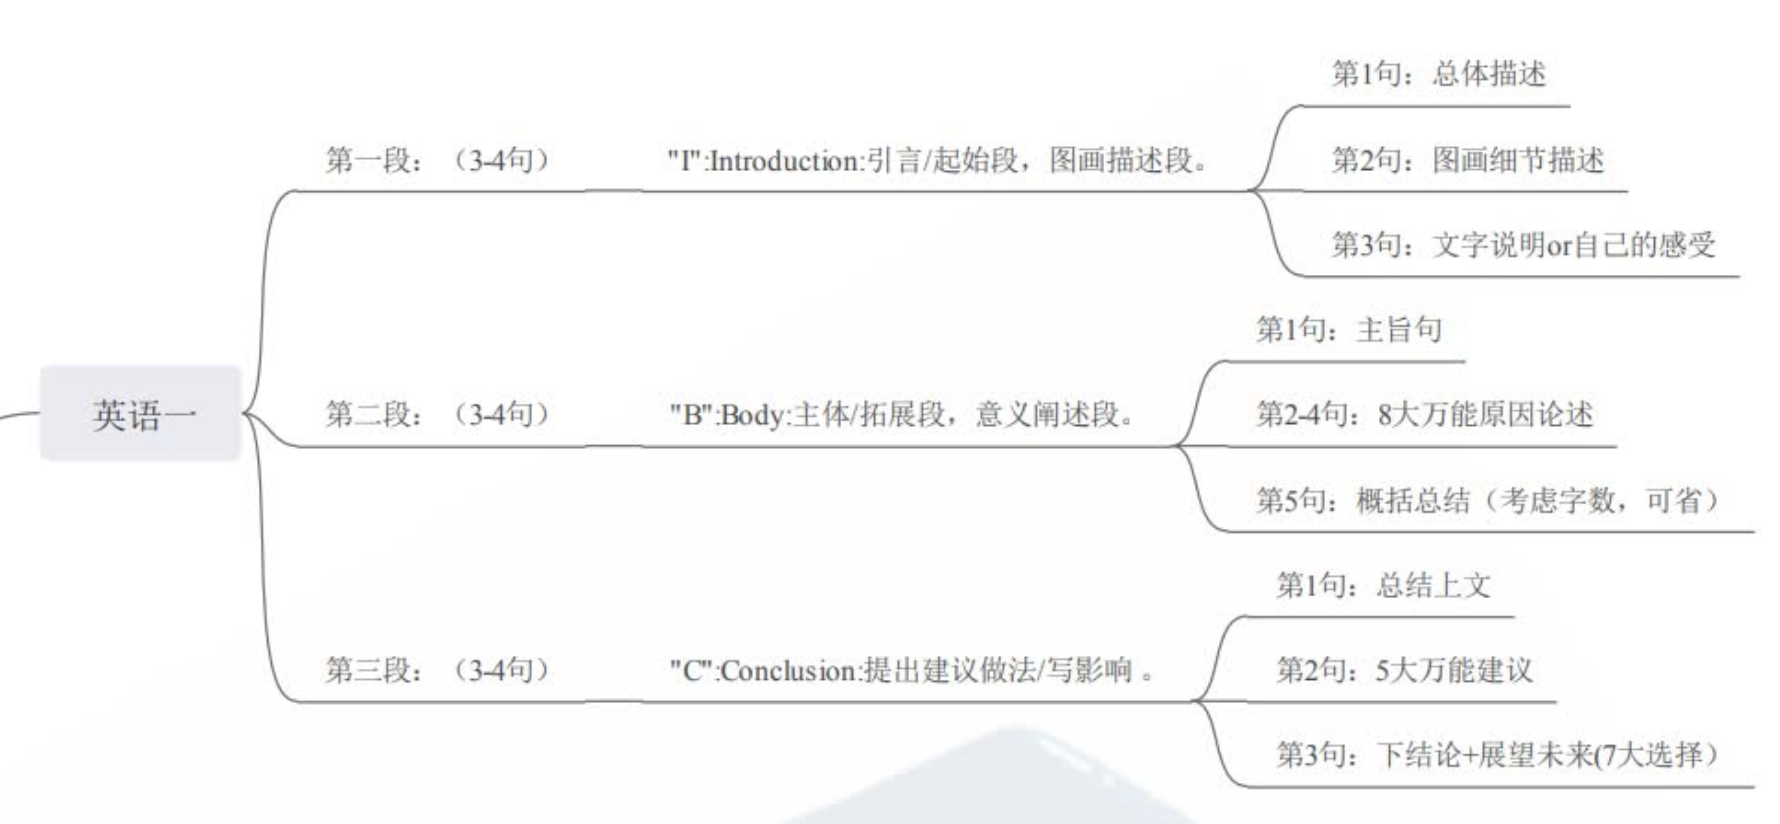 英语一
第一段：（3-4句）
"I":Introduction:引言/起始段，图画描述段。
第1句：总体描述
第2句：图画细节描述
第3句：文字说明or自己的感受
第二段：（3-4句）
"B":Body:主体/拓展段，意义阐述段。
第1句：主旨句
第2-4句：8大万能原因论述
第5句：概括总结（考虑字数，可省）
第三段：（3-4句）
"C":Conclusion:提出建议做法/写影响 。
第1句：总结上文
第2句：5大万能建议
第3句：下结论+展望未来(7大选择）